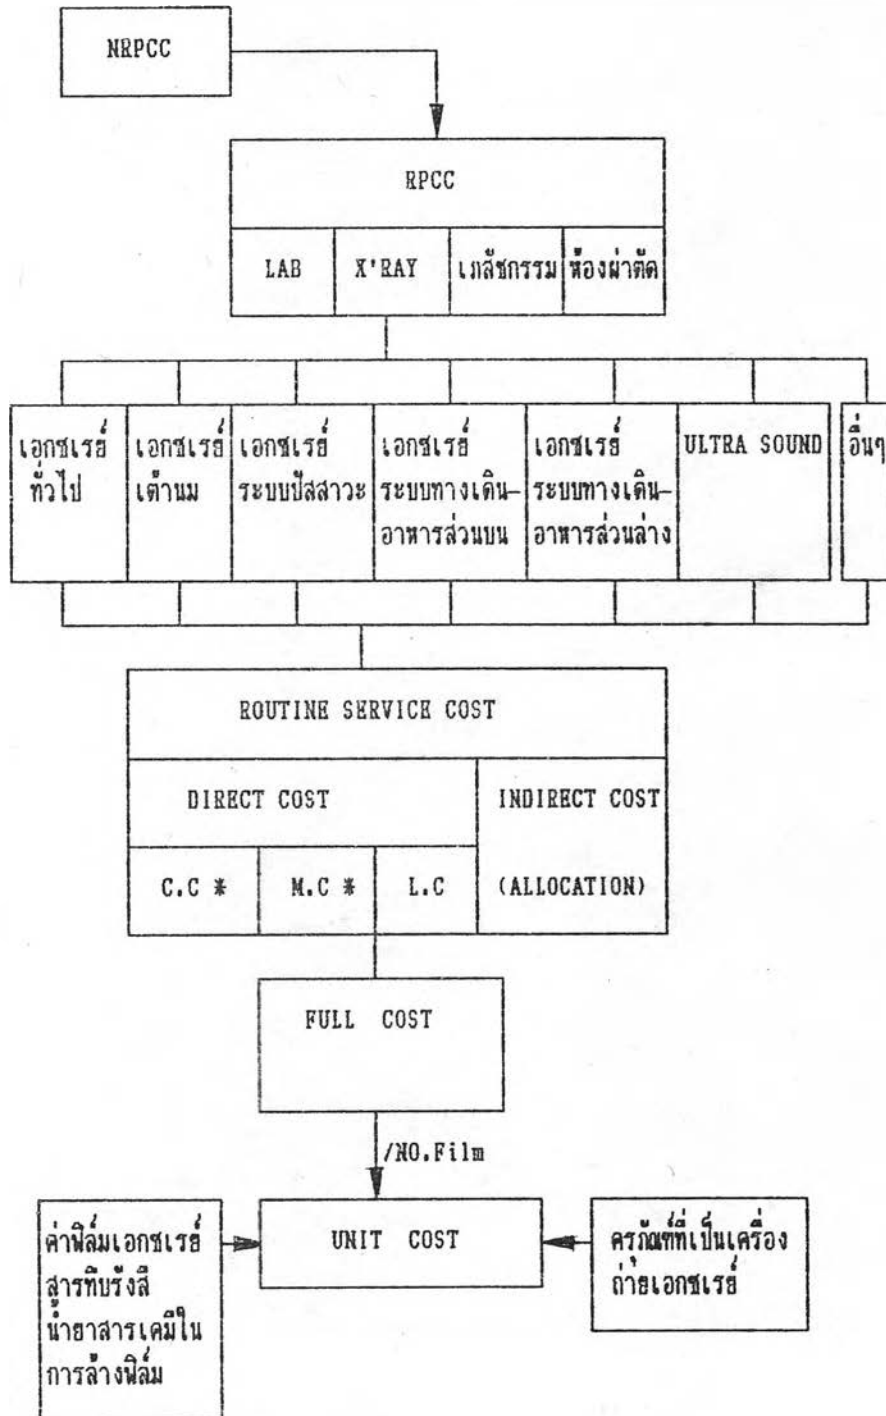 NRPCC
RPCC
LAB
X'RAY
เภสัชกรรม
ห้องผ่าตัด
เอกซเรย์
ทั่วไป
เอกซเรย์
เต้านม
เอกซเรย์
ระบบปัสสาวะ
เอกซเรย์
ระบบทางเดิน-
อาหารส่วนบน
เอกซเรย์
ระบบทางเดิน-
อาหารส่วนล่าง
ULTRA SOUND
อื่นๆ
ROUTINE SERVICE COST
DIRECT COST
INDIRECT COST
C.C *
M.C *
L.C
(ALLOCATION)
FULL COST
/NO.Film
ค่าฟิล์มเอกซเรย์
สารทึบรังสี
น้ำยาสารเคมีใน
การล้างฟิล์ม
UNIT COST
ครุภัณฑ์ที่เป็นเครื่อง
ถ่ายเอกซเรย์